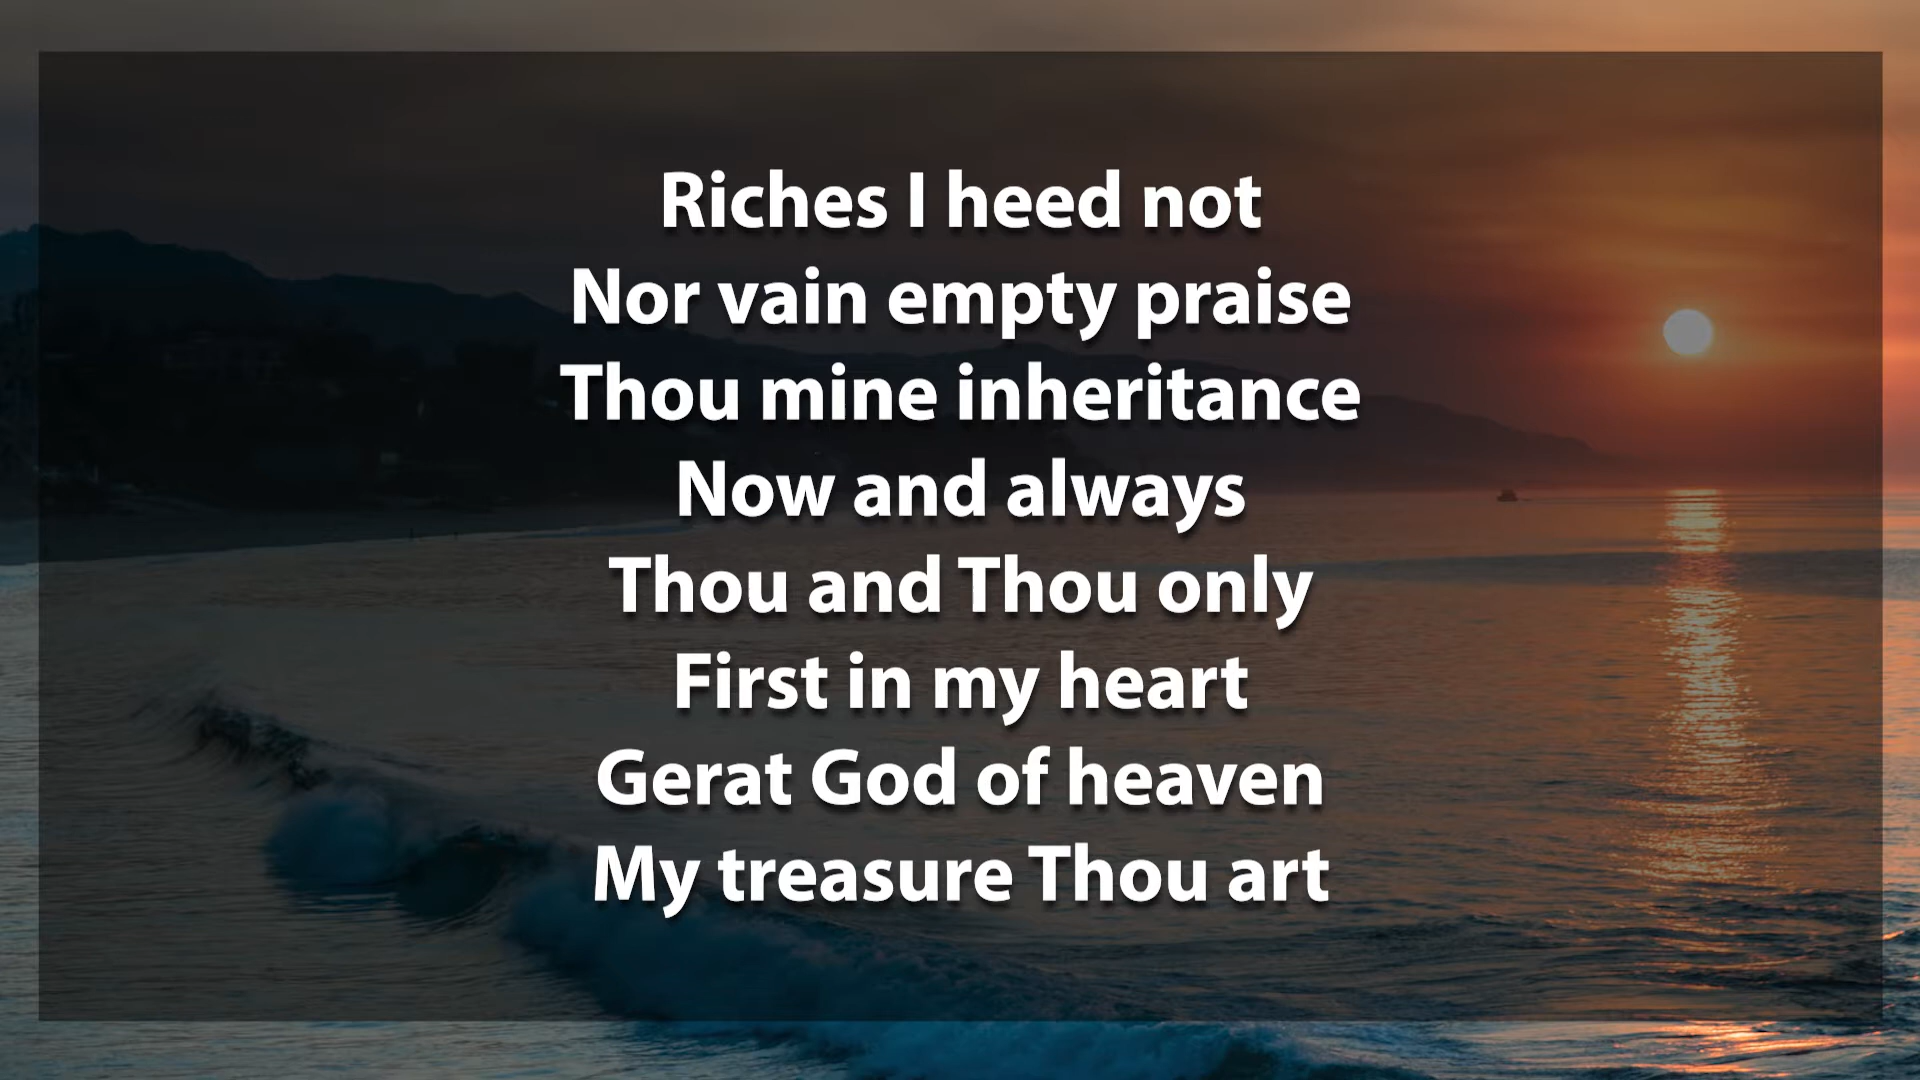 Riches I heed not
Nor vain empty praise
Thou mine inheritance
Now and always
Thou and Thou only
First in my heart
Gerat God of heaven
My treasure Thou art